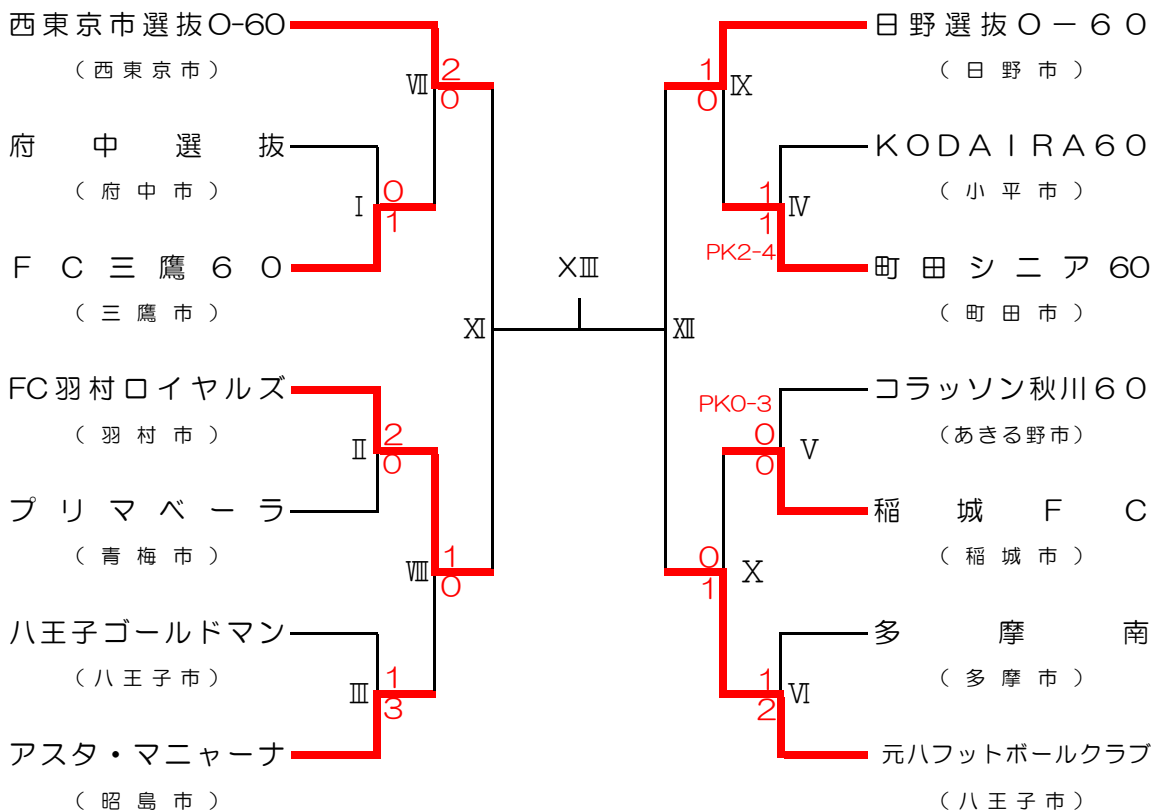 西東京市選抜O-60
（西東京市）
Ⅶ
2
0
府中選抜
（府中市）
Ⅰ
0
1
FC三鷹60
（三鷹市）
Ⅺ
FC羽村ロイヤルズ
（羽村市）
Ⅱ
2
0
プリマベーラ
（青梅市）
Ⅷ
1
0
八王子ゴールドマン
（八王子市）
Ⅲ
1
3
アスタ・マニャーナ
（昭島市）
XⅢ
日野選抜O－60
（日野市）
1
0
Ⅸ
KODAIRA60
（小平市）
1
1
Ⅳ
PK2-4
町田シニア60
（町田市）
Ⅻ
コラッソン秋川60
（あきる野市）
PK0-3
0
0
Ⅴ
稲城FC
（稲城市）
0
1
Ⅹ
多摩南
（多摩市）
1
2
Ⅵ
元八フットボールクラブ
（八王子市）